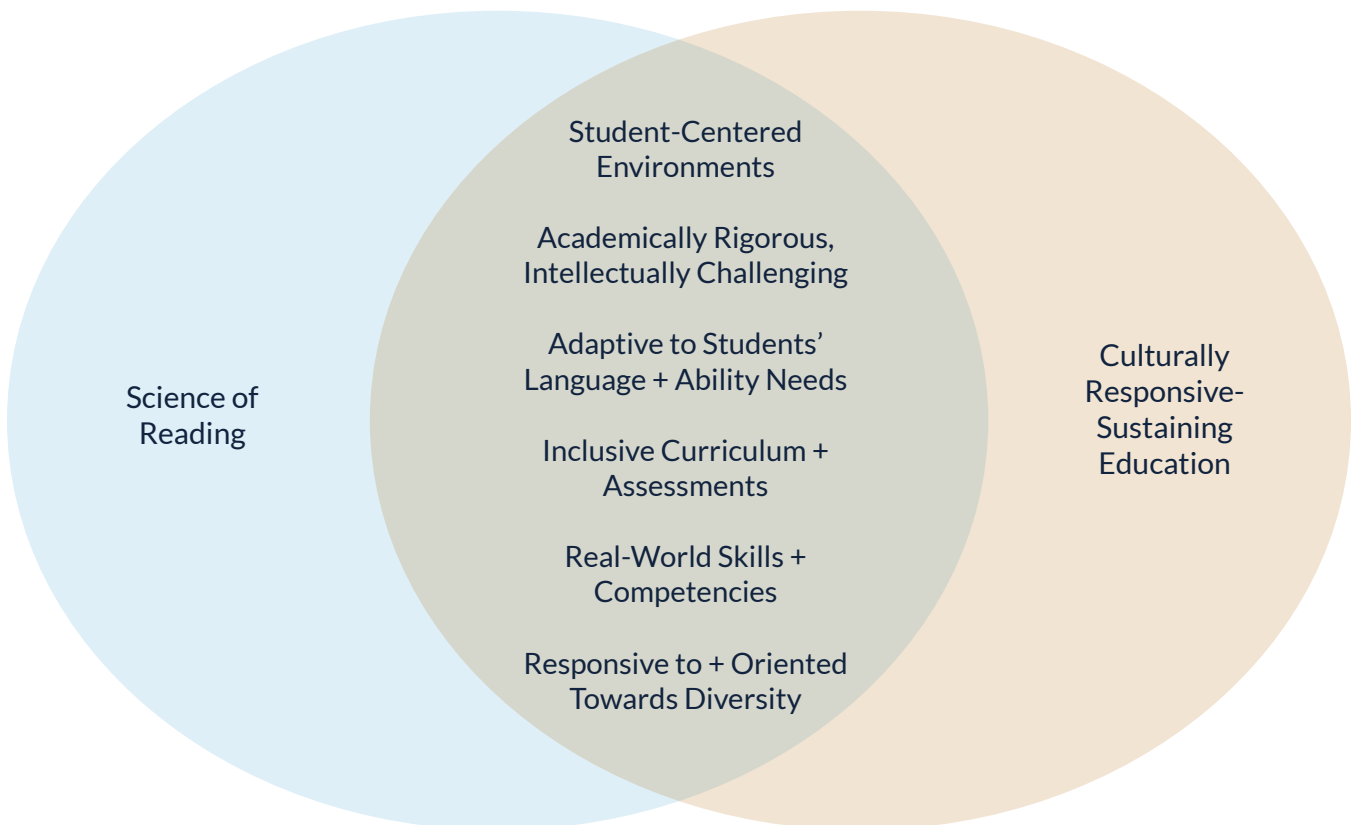 Student-Centered
Environments
Academically Rigorous,
Intellectually Challenging
Adaptive to Students’
Language + Ability Needs
Inclusive Curriculum +
Assessments
Real-World Skills +
Competencies
Responsive to + Oriented
Towards Diversity
Science of
Reading
Culturally
Responsive-
Sustaining
Education